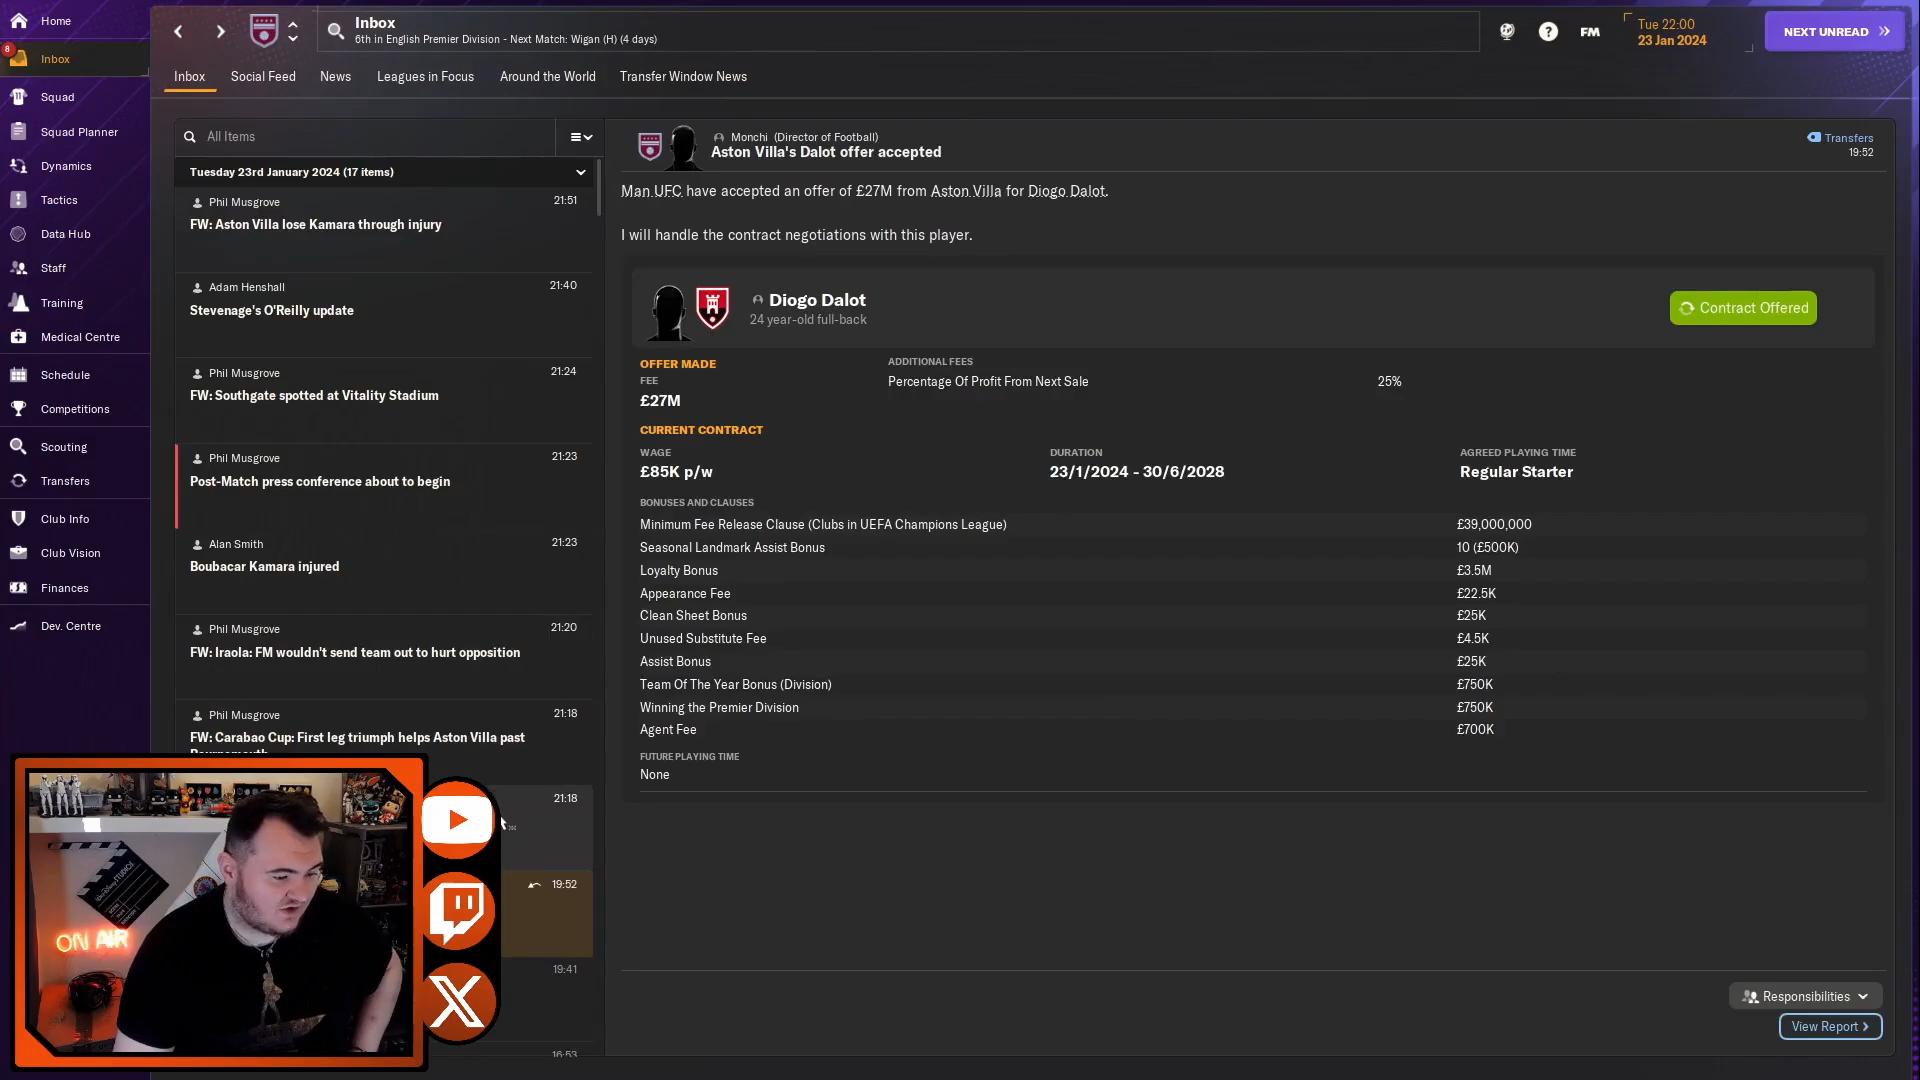 Home
8
Inbox
Squad
Squad Planner
Dynamics
Tactics
Data Hub
Staff
Training
Medical Centre
Schedule
Competitions
Scouting
Transfers
Club Info
Club Vision
Finances
Dev. Centre
Inbox
6th in English Premier Division - Next Match: Wigan (H) (4 days)
?
FM
Tue 22:00
23 Jan 2024
NEXT UNREAD
Inbox Social Feed News Leagues in Focus Around the World Transfer Window News
All Items
Tuesday 23rd January 2024 (17 items)
Phil Musgrove 21:51
FW: Aston Villa lose Kamara through injury
Adam Henshall 21:40
Stevenage's O'Reilly update
Phil Musgrove 21:24
FW: Southgate spotted at Vitality Stadium
Phil Musgrove 21:23
Post-Match press conference about to begin
Alan Smith 21:23
Boubacar Kamara injured
Phil Musgrove 21:20
FW: Iraola: FM wouldn't send team out to hurt opposition
Phil Musgrove 21:18
FW: Carabao Cup: First leg triumph helps Aston Villa past
21:18
19:52
19:41
16:53
ON AIR
Monchi (Director of Football)
Aston Villa's Dalot offer accepted
Transfers
19:52
Man UFC have accepted an offer of £27M from Aston Villa for Diogo Dalot.
I will handle the contract negotiations with this player.
Diogo Dalot
24 year-old full-back
Contract Offered
OFFER MADE
FEE
£27M
ADDITIONAL FEES
Percentage Of Profit From Next Sale 25%
CURRENT CONTRACT
WAGE DURATION AGREED PLAYING TIME
£85K p/w 23/1/2024 - 30/6/2028 Regular Starter
BONUSES AND CLAUSES
Minimum Fee Release Clause (Clubs in UEFA Champions League) £39,000,000
Seasonal Landmark Assist Bonus 10 (£500K)
Loyalty Bonus £3.5M
Appearance Fee £22.5K
Clean Sheet Bonus £25K
Unused Substitute Fee £4.5K
Assist Bonus £25K
Team Of The Year Bonus (Division) £750K
Winning the Premier Division £750K
Agent Fee £700K
FUTURE PLAYING TIME
None
Responsibilities
View Report